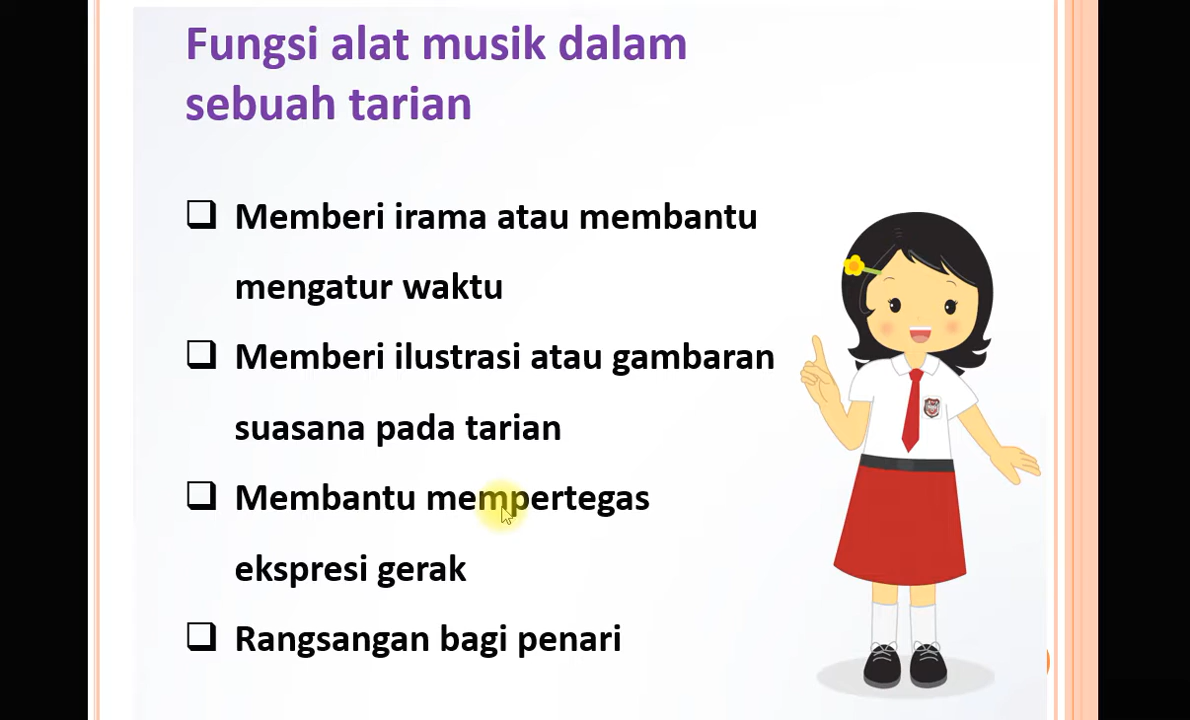 Fungsi alat musik dalam
sebuah tarian
❑ Memberi irama atau membantu
mengatur waktu
❑ Memberi ilustrasi atau gambaran
suasana pada tarian
❑ Membantu mempertegas
ekspresi gerak
❑ Rangsangan bagi penari